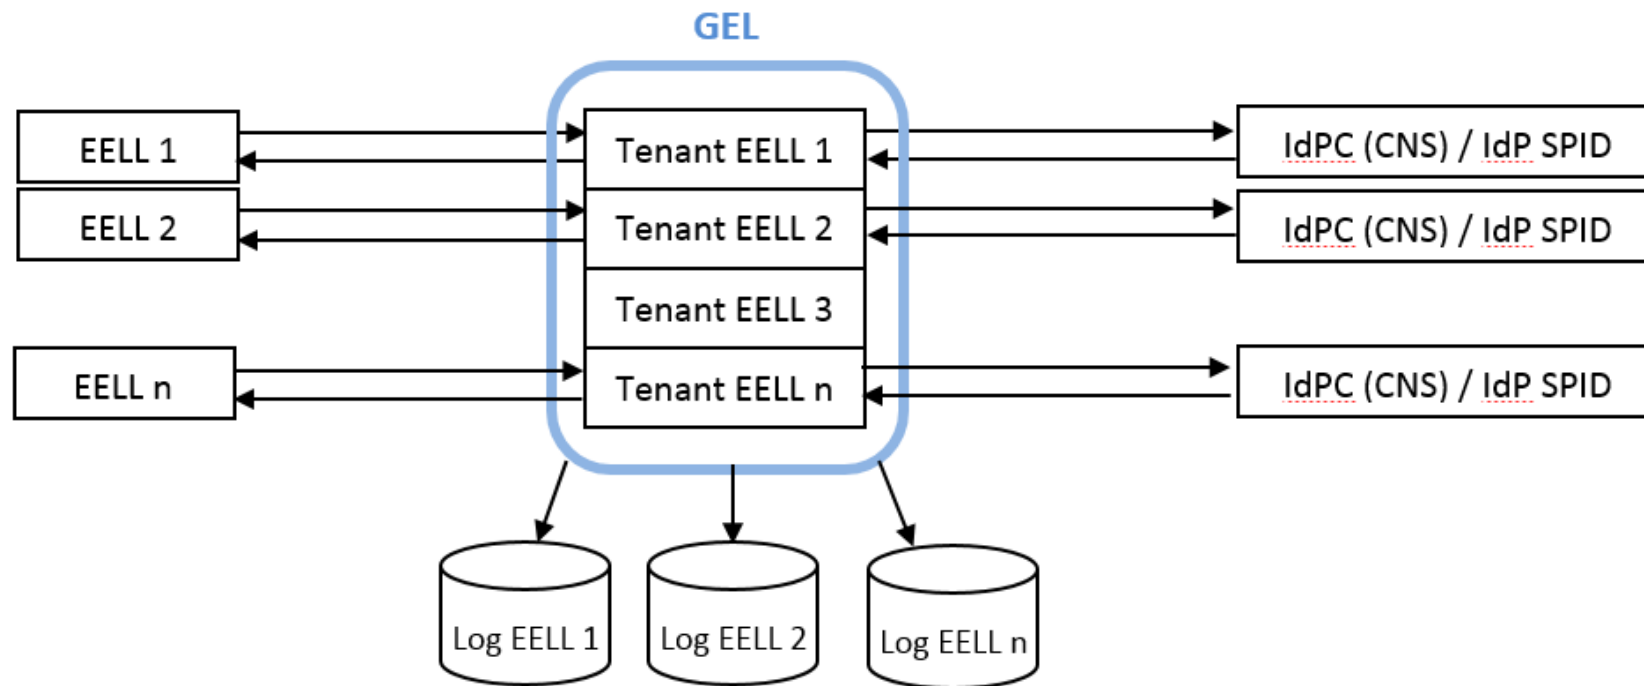 GEL
EELL 1
Tenant EELL 1
IdPC (CNS) / IdP SPID
EELL 2
Tenant EELL 2
IdPC (CNS) / IdP SPID
Tenant EELL 3
EELL n
Tenant EELL n
IdPC (CNS) / IdP SPID
Log EELL 1
Log EELL 2
Log EELL n